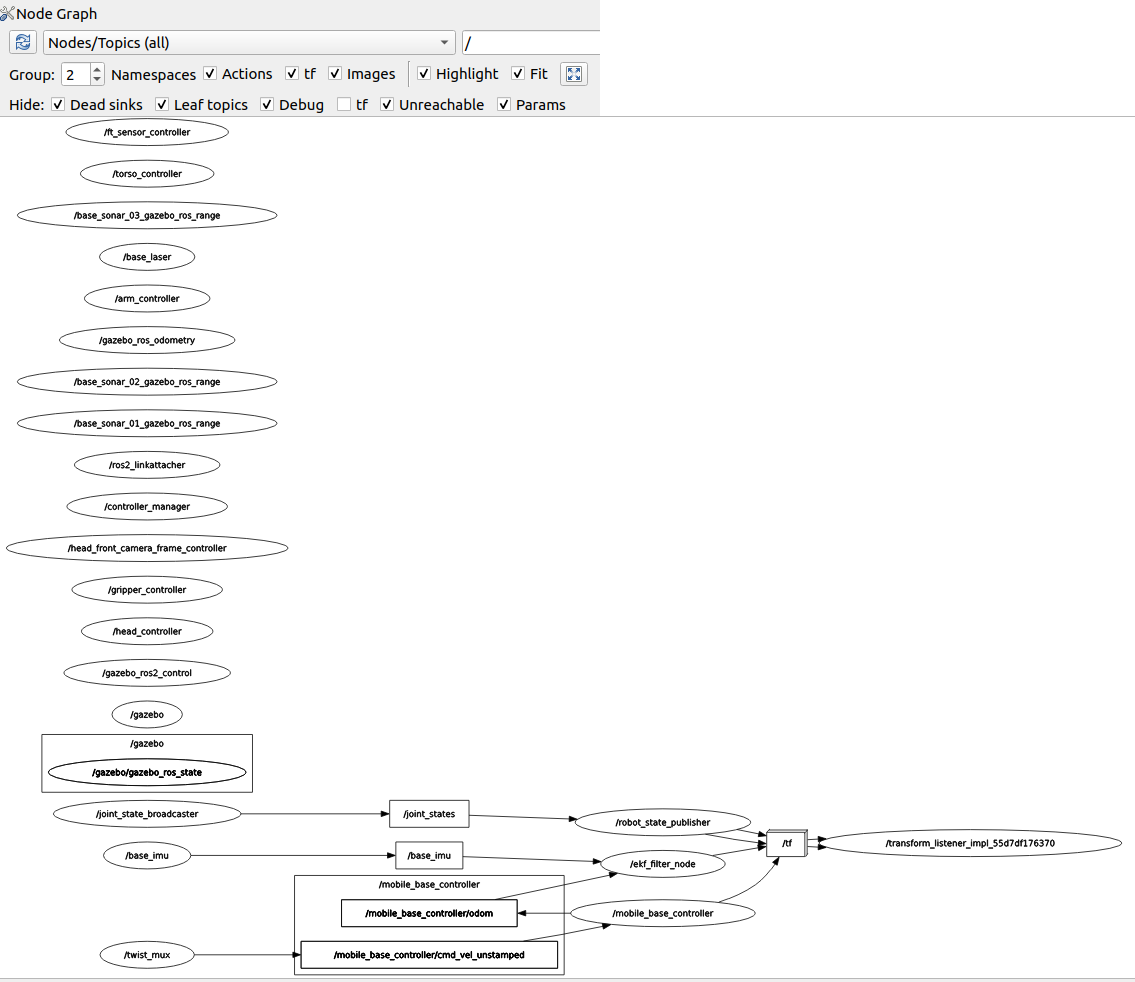 Node Graph
Nodes/Topics (all) /
Group: 2 Namespaces Actions tf Images Highlight Fit
Hide: Dead sinks Leaf topics Debug tf Unreachable Params
/ft_sensor_controller
/torso_controller
/base_sonar_03_gazebo_ros_range
/base_laser
/arm_controller
/gazebo_ros_odometry
/base_sonar_02_gazebo_ros_range
/base_sonar_01_gazebo_ros_range
/ros2_linkattacher
/controller_manager
/head_front_camera_frame_controller
/gripper_controller
/head_controller
/gazebo_ros2_control
/gazebo
/gazebo
/gazebo/gazebo_ros_state
/joint_state_broadcaster /joint_states /robot_state_publisher
/tf /transform_listener_impl_55d7df176370
/base_imu /base_imu /ekf_filter_node
/mobile_base_controller
/mobile_base_controller/odom /mobile_base_controller
/twist_mux /mobile_base_controller/cmd_vel_unstamped